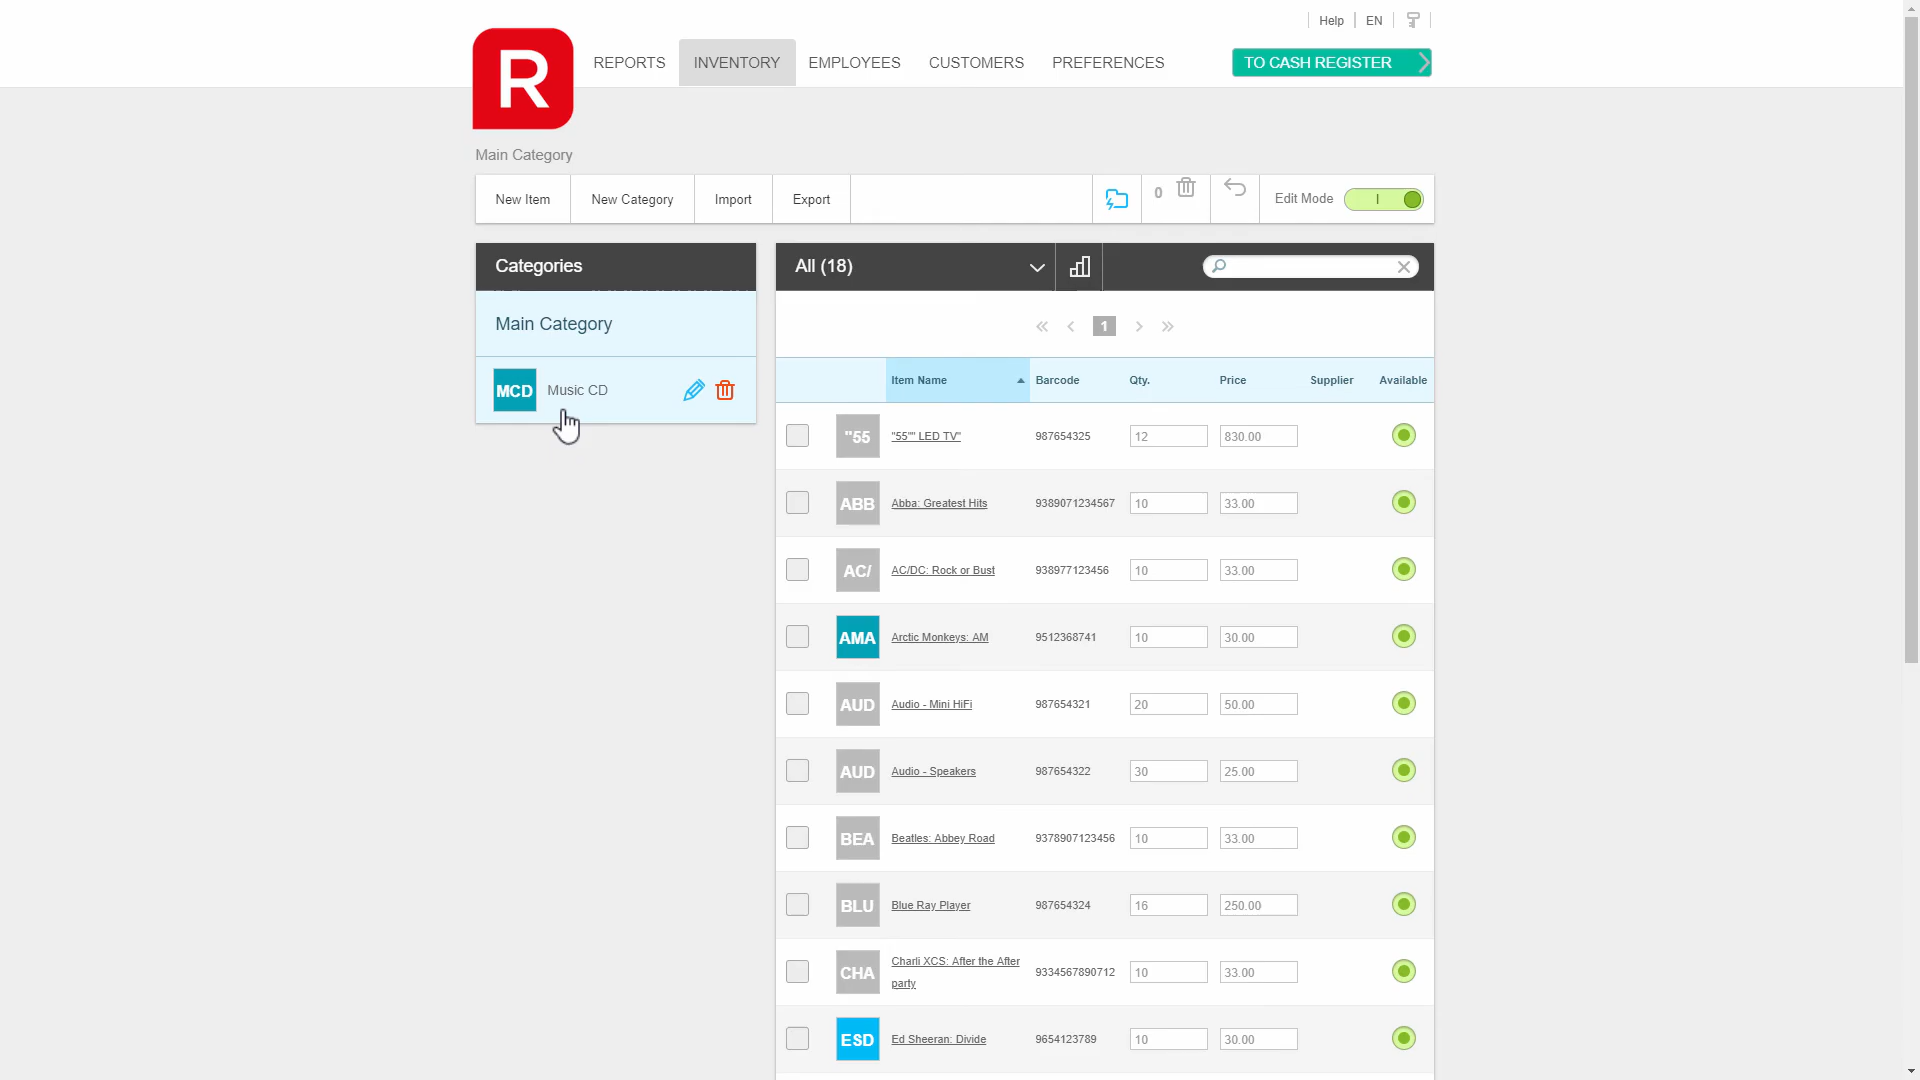 Help
EN
R
REPORTS
INVENTORY
EMPLOYEES
CUSTOMERS
PREFERENCES
TO CASH REGISTER
Main Category
New Item
New Category
Import
Export
0
Edit Mode
Categories
All (18)
Main Category
1
MCD Music CD
Item Name Barcode Qty. Price Supplier Available
"55 "55"" LED TV" 987654325 12 830.00
ABB Abba: Greatest Hits 9389071234567 10 33.00
AC/ AC/DC: Rock or Bust 938977123456 10 33.00
AMA Arctic Monkeys: AM 9512368741 10 30.00
AUD Audio - Mini HiFi 987654321 20 50.00
AUD Audio - Speakers 987654322 30 25.00
BEA Beatles: Abbey Road 9378907123456 10 33.00
BLU Blue Ray Player 987654324 16 250.00
CHA Charli XCS: After the After
party 9334567890712 10 33.00
ESD Ed Sheeran: Divide 9654123789 10 30.00